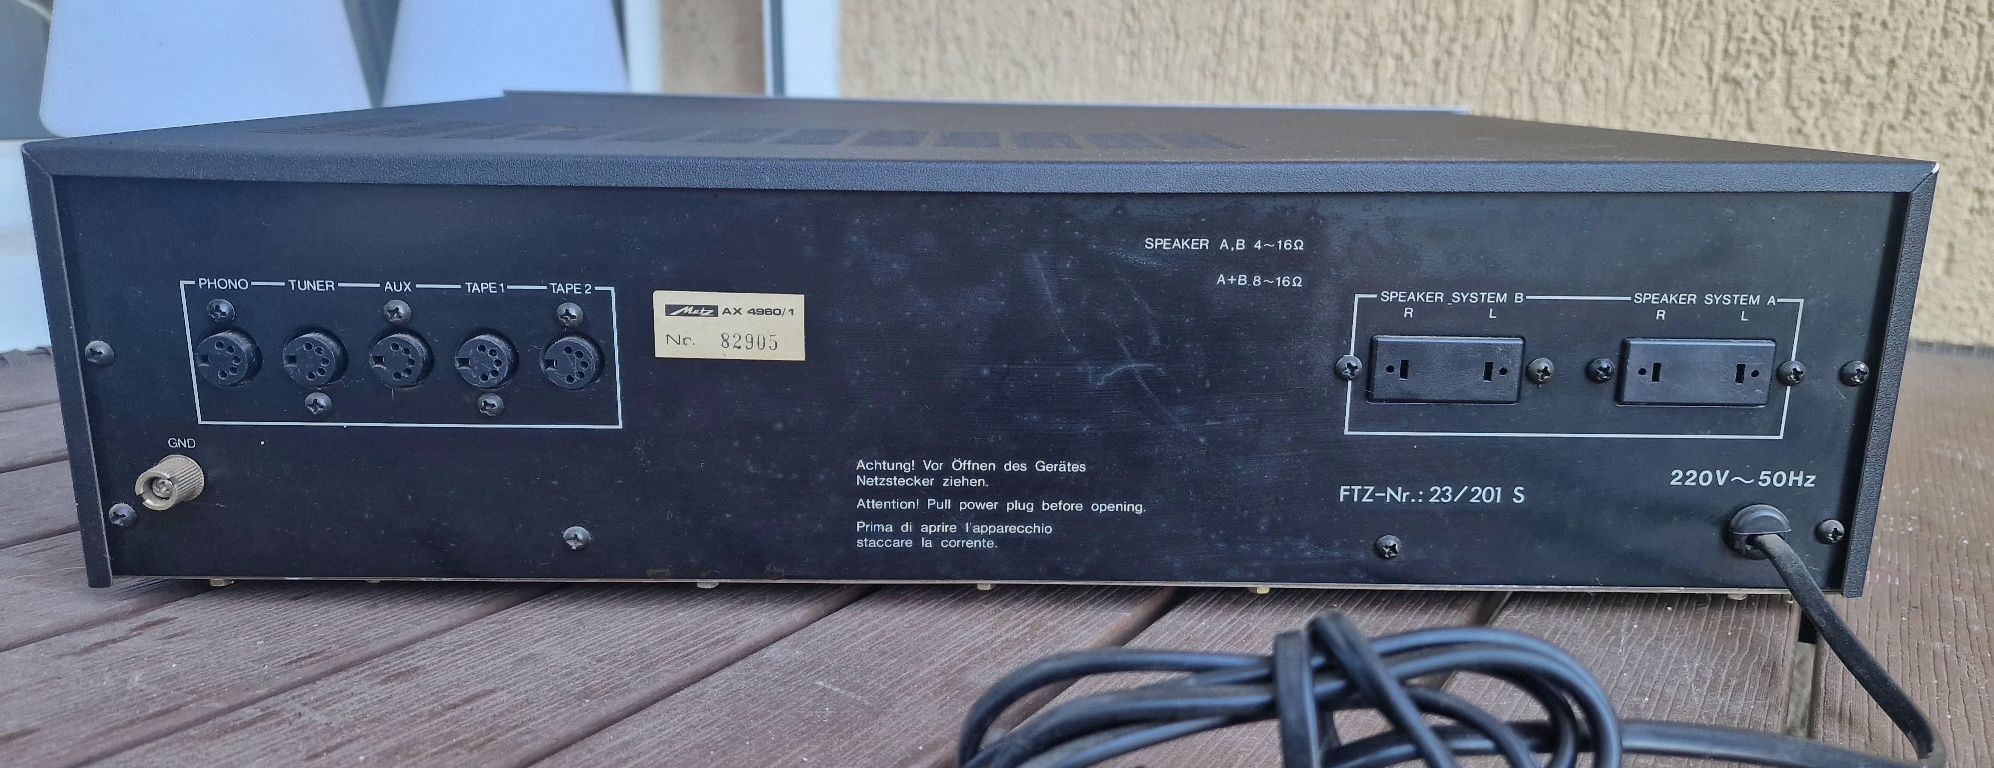 SPEAKER A,B 4~16Ω
A+B 8~16Ω
PHONO TUNER AUX TAPE 1 TAPE 2
Metz AX 4960/1
Nr. 82905
SPEAKER SYSTEM B
R L
SPEAKER SYSTEM A
R L
GND
Achtung! Vor Öffnen des Gerätes
Netzstecker ziehen.
Attention! Pull power plug before opening.
Prima di aprire l'apparecchio
staccare la corrente.
FTZ-Nr.: 23/201 S
220V~50Hz